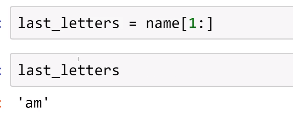 last_letters = name[1:]
last_letters
'am'